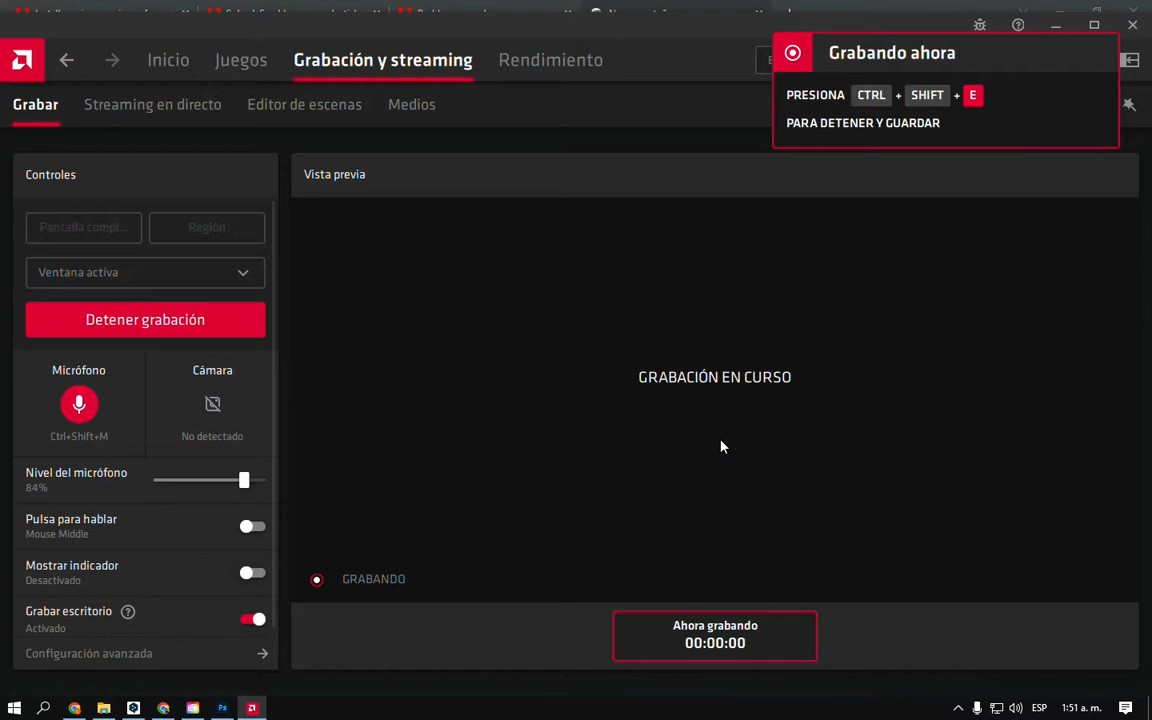 Inicio
Juegos
Grabación y streaming
Rendimiento
Grabando ahora
PRESIONA CTRL + SHIFT + E
PARA DETENER Y GUARDAR
Grabar
Streaming en directo
Editor de escenas
Medios
Controles
Vista previa
Pantalla compl...
Región
Ventana activa
Detener grabación
Micrófono
Cámara
Ctrl+Shift+M
No detectado
GRABACIÓN EN CURSO
Nivel del micrófono
84%
Pulsa para hablar
Mouse Middle
Mostrar indicador
Desactivado
GRABANDO
Grabar escritorio ?
Activado
Configuración avanzada
Ahora grabando
00:00:00
Ps
ESP
1:51 a. m.